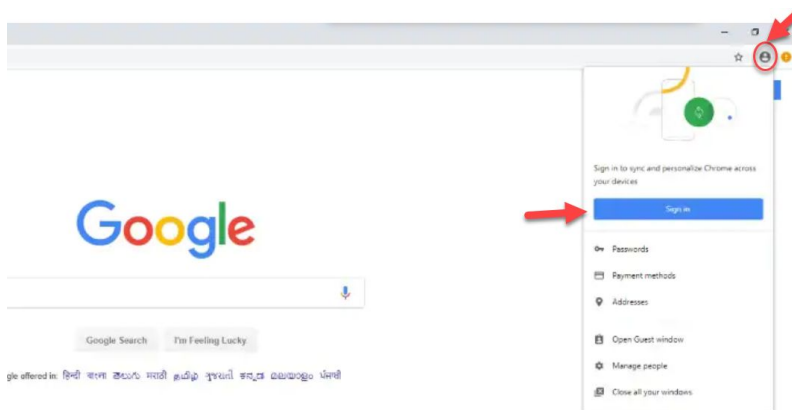 Sign in to sync and personalize Chrome across
your devices
Sign in
Google
Passwords
Payment methods
Addresses
Google Search I'm Feeling Lucky
Open Guest window
Manage people
gle offered in: हिन्दी বাংলা తెలుగు मराठी தமிழ் ગુજરાતી ಕನ್ನಡ മലയാളം ਪੰਜਾਬੀ
Close all your windows